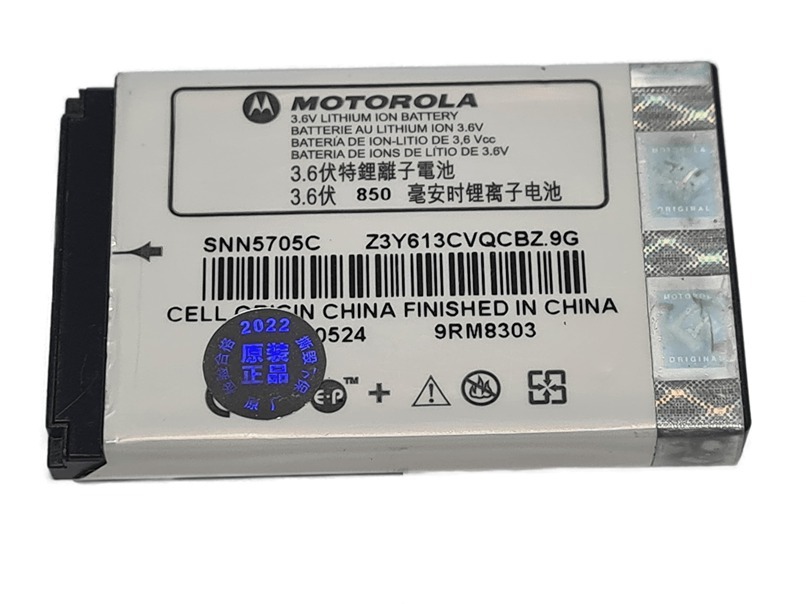 MOTOROLA
3.6V LITHIUM ION BATTERY
BATTERIE AU LITHIUM ION 3.6V
BATERÍA DE ION-LITIO DE 3,6 Vcc
BATERIA DE IONS DE LÍTIO DE 3.6V
3.6伏特鋰離子電池
3.6伏 850 毫安时锂离子电池
SNN5705C Z3Y613CVQCBZ.9G
CELL ORIGIN CHINA FINISHED IN CHINA
0524 9RM8303
2022
原装
正品
E-P™
ORIGINAL
MOTOROLA
ORIGINAL